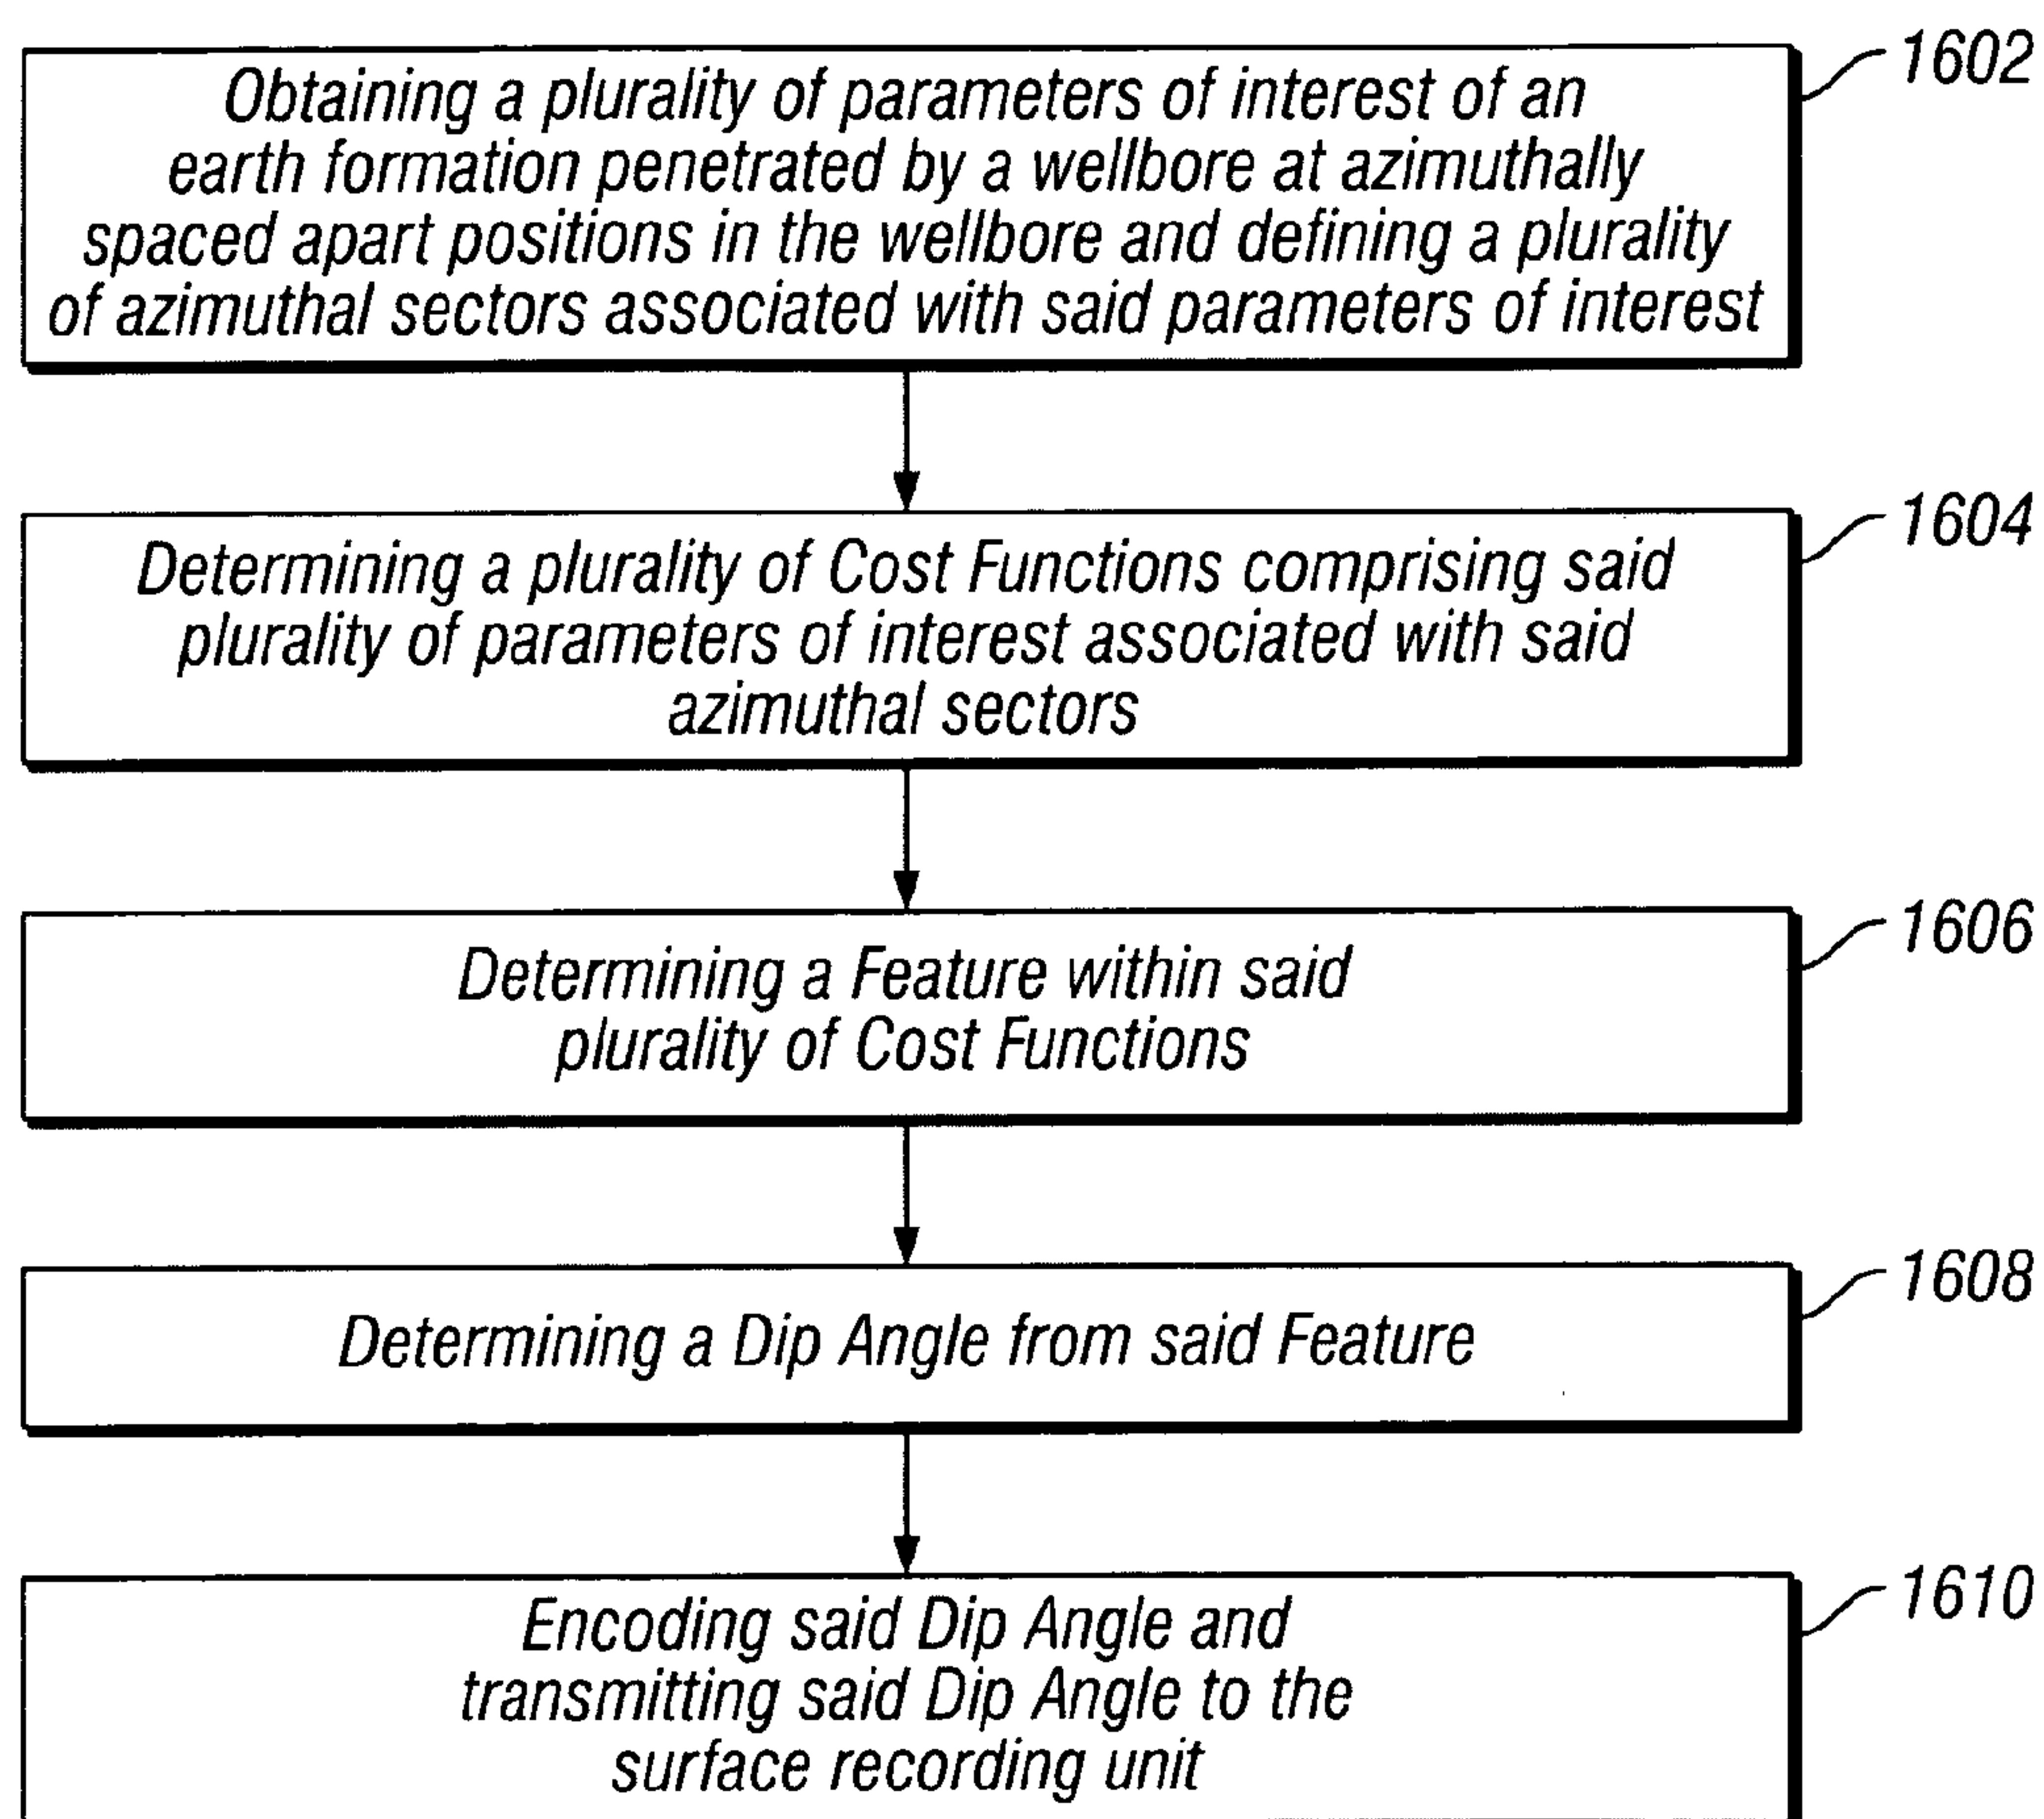 1602
Obtaining a plurality of parameters of interest of an
earth formation penetrated by a wellbore at azimuthally
spaced apart positions in the wellbore and defining a plurality
of azimuthal sectors associated with said parameters of interest
1604
Determining a plurality of Cost Functions comprising said
plurality of parameters of interest associated with said
azimuthal sectors
1606
Determining a Feature within said
plurality of Cost Functions
1608
Determining a Dip Angle from said Feature
1610
Encoding said Dip Angle and
transmitting said Dip Angle to the
surface recording unit